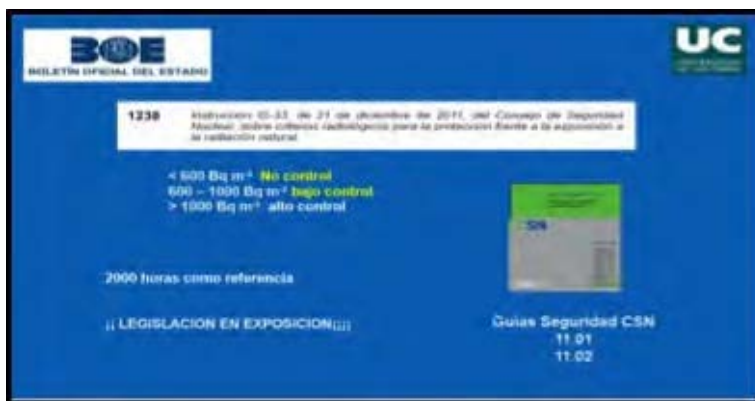 BOE
BOLETÍN OFICIAL DEL ESTADO
UC
1238 Instrucción IS-33, de 21 de diciembre de 2011, del Consejo de Seguridad
Nuclear, sobre criterios radiológicos para la protección frente a la exposición a
la radiación natural.
< 600 Bq m-3 No control
600 – 1000 Bq m-3 bajo control
> 1000 Bq m-3 alto control
CSN
2000 horas como referencia
¡¡ LEGISLACION EN EXPOSICION¡¡¡¡
Guias Seguridad CSN
11.01
11.02